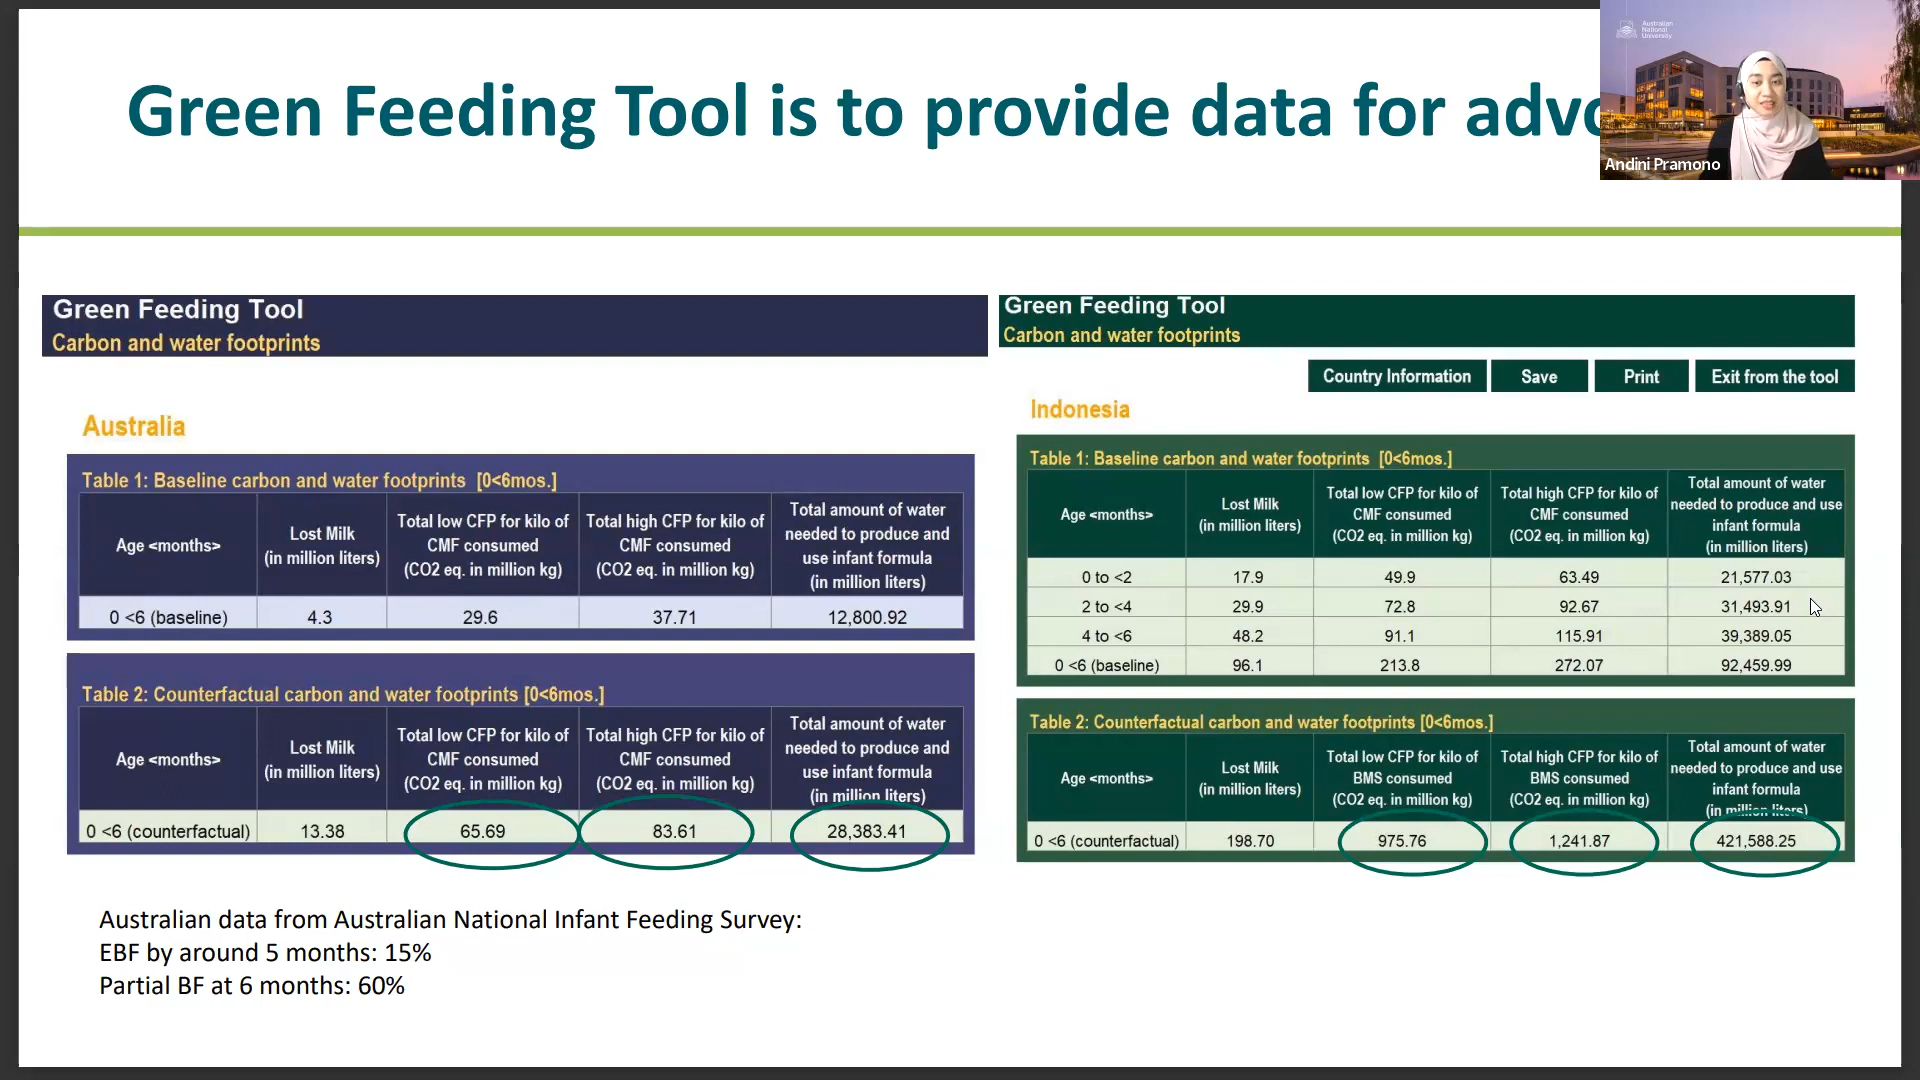 Green Feeding Tool is to provide data for advo
Australian
National
University
Andini Pramono
Green Feeding Tool
Carbon and water footprints
Australia
Table 1: Baseline carbon and water footprints [0<6mos.]
Age <months>
Lost Milk
(in million liters)
Total low CFP for kilo of
CMF consumed
(CO2 eq. in million kg)
Total high CFP for kilo of
CMF consumed
(CO2 eq. in million kg)
Total amount of water
needed to produce and
use infant formula
(in million liters)
0 <6 (baseline) 4.3 29.6 37.71 12,800.92
Table 2: Counterfactual carbon and water footprints [0<6mos.]
Age <months>
Lost Milk
(in million liters)
Total low CFP for kilo of
CMF consumed
(CO2 eq. in million kg)
Total high CFP for kilo of
CMF consumed
(CO2 eq. in million kg)
Total amount of water
needed to produce and
use infant formula
(in million liters)
0 <6 (counterfactual) 13.38 65.69 83.61 28,383.41
Australian data from Australian National Infant Feeding Survey:
EBF by around 5 months: 15%
Partial BF at 6 months: 60%
Green Feeding Tool
Carbon and water footprints
Country Information Save Print Exit from the tool
Indonesia
Table 1: Baseline carbon and water footprints [0<6mos.]
Age <months>
Lost Milk
(in million liters)
Total low CFP for kilo of
CMF consumed
(CO2 eq. in million kg)
Total high CFP for kilo of
CMF consumed
(CO2 eq. in million kg)
Total amount of water
needed to produce and use
infant formula
(in million liters)
0 to <2 17.9 49.9 63.49 21,577.03
2 to <4 29.9 72.8 92.67 31,493.91
4 to <6 48.2 91.1 115.91 39,389.05
0 <6 (baseline) 96.1 213.8 272.07 92,459.99
Table 2: Counterfactual carbon and water footprints [0<6mos.]
Age <months>
Lost Milk
(in million liters)
Total low CFP for kilo of
BMS consumed
(CO2 eq. in million kg)
Total high CFP for kilo of
BMS consumed
(CO2 eq. in million kg)
Total amount of water
needed to produce and use
infant formula
(in million liters)
0 <6 (counterfactual) 198.70 975.76 1,241.87 421,588.25